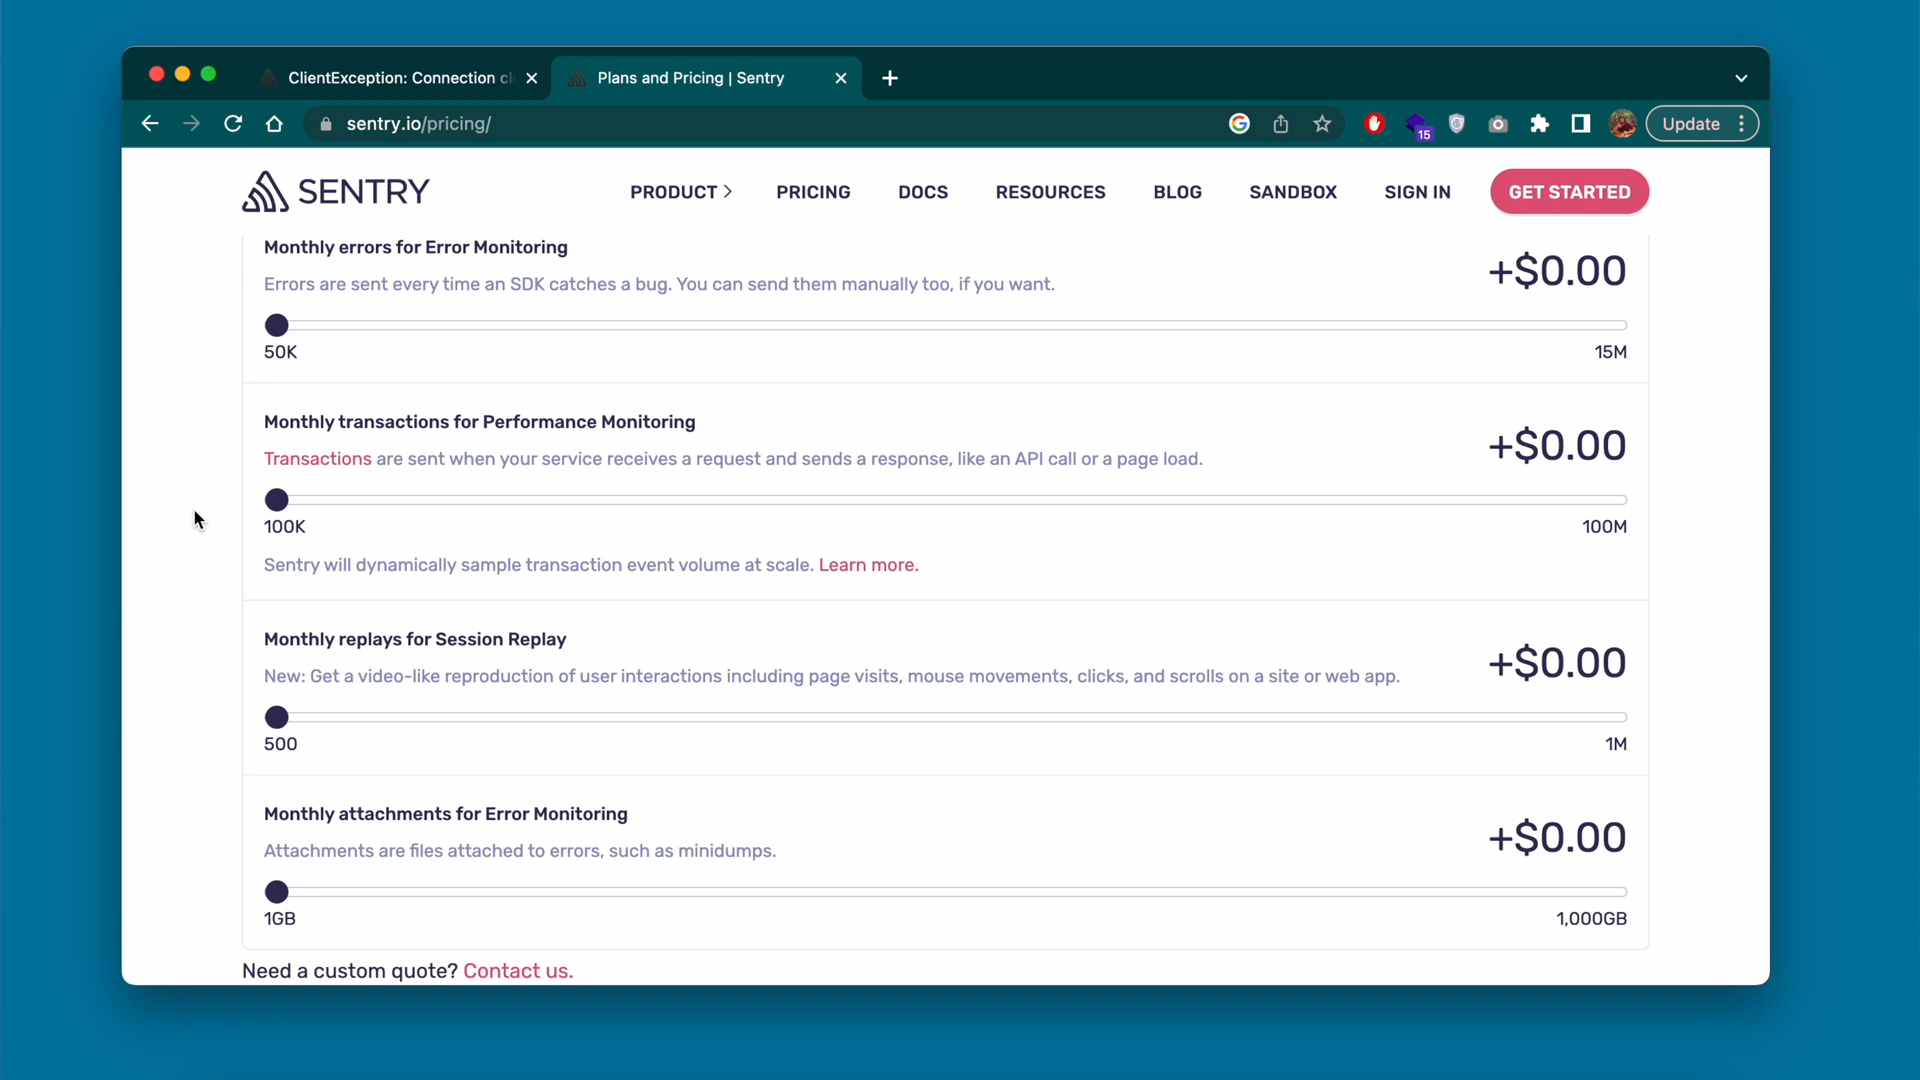 ClientException: Connection cl
Plans and Pricing | Sentry
sentry.io/pricing/
15
Update
SENTRY
PRODUCT
PRICING
DOCS
RESOURCES
BLOG
SANDBOX
SIGN IN
GET STARTED
Monthly errors for Error Monitoring
+$0.00
Errors are sent every time an SDK catches a bug. You can send them manually too, if you want.
50K
15M
Monthly transactions for Performance Monitoring
+$0.00
Transactions are sent when your service receives a request and sends a response, like an API call or a page load.
100K
100M
Sentry will dynamically sample transaction event volume at scale. Learn more.
Monthly replays for Session Replay
+$0.00
New: Get a video-like reproduction of user interactions including page visits, mouse movements, clicks, and scrolls on a site or web app.
500
1M
Monthly attachments for Error Monitoring
+$0.00
Attachments are files attached to errors, such as minidumps.
1GB
1,000GB
Need a custom quote? Contact us.